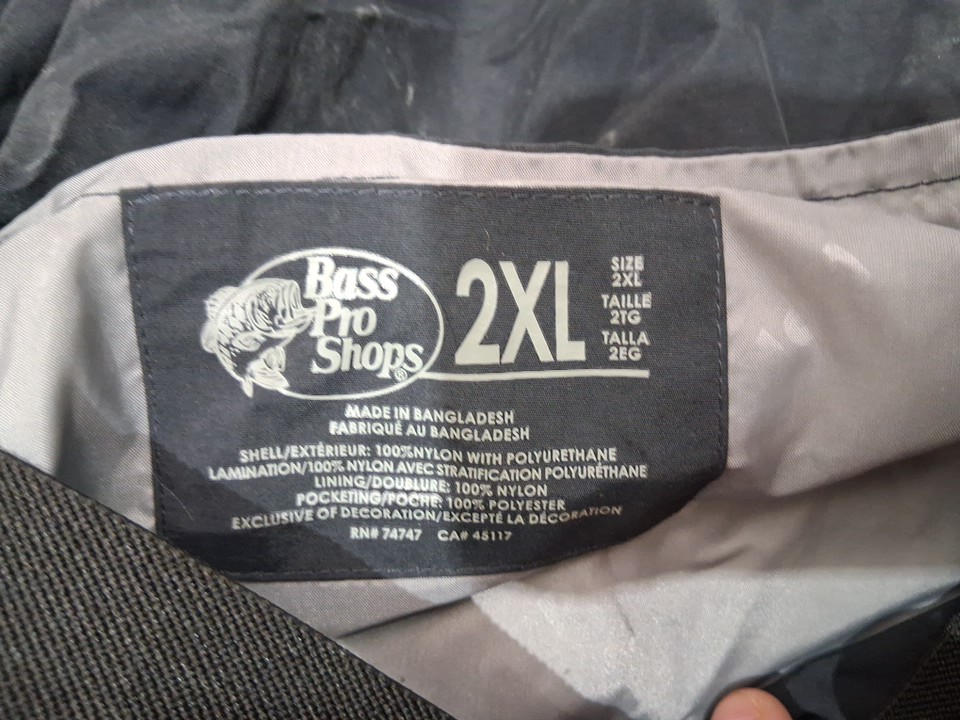 Bass
Pro
Shops®
2XL
SIZE
2XL
TAILLE
2TG
TALLA
2EG
MADE IN BANGLADESH
FABRIQUÉ AU BANGLADESH
SHELL/EXTÉRIEUR: 100%NYLON WITH POLYURETHANE
LAMINATION/100% NYLON AVEC STRATIFICATION POLYURÉTHANE
LINING/DOUBLURE: 100% NYLON
POCKETING/POCHE: 100% POLYESTER
EXCLUSIVE OF DECORATION/EXCEPTÉ LA DÉCORATION
RN# 74747 CA# 45117